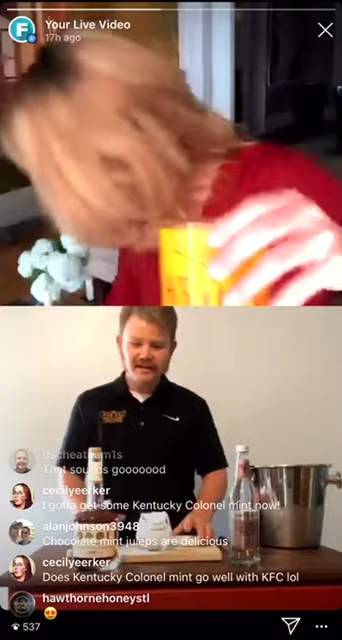 Your Live Video
17h ago
uscheatham1s
That sounds gooooood
cecilyeerker
I gotta get some Kentucky Colonel mint now!
alanjohnson3948
Chocolate mint juleps are delicious
cecilyeerker
Does Kentucky Colonel mint go well with KFC lol
hawthornehoneystl
😍
537